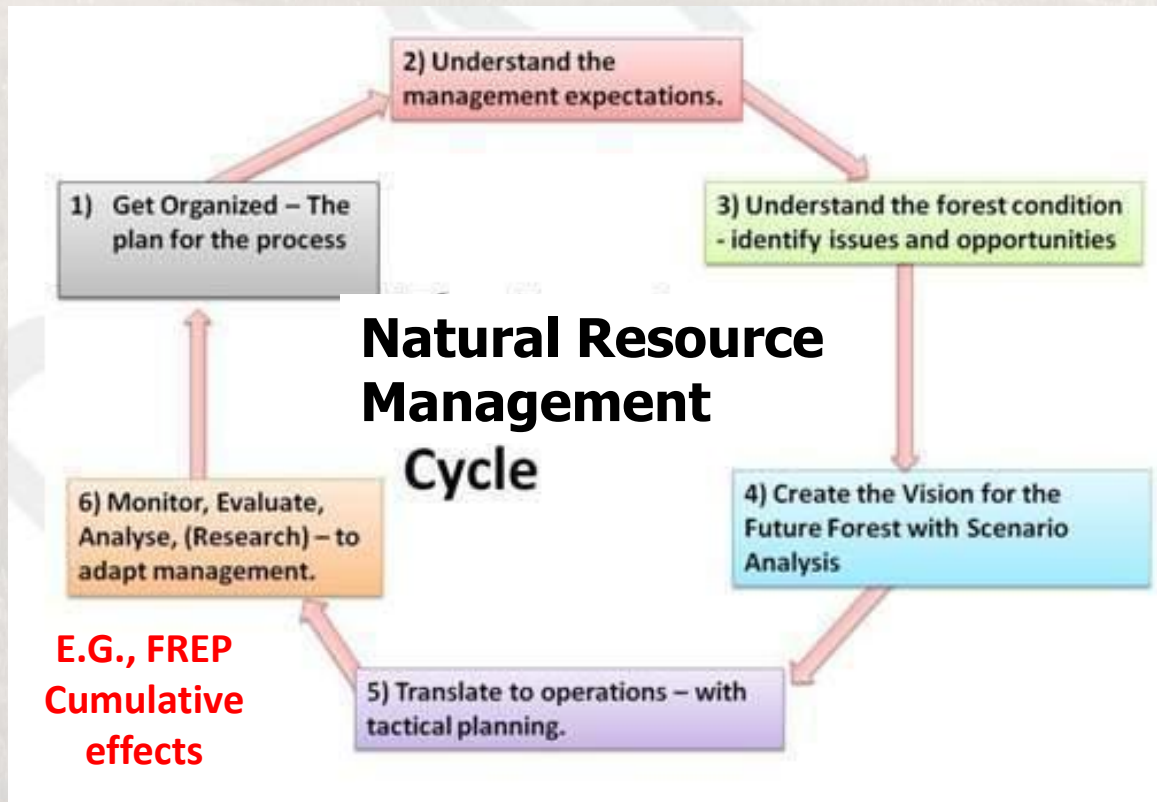 2) Understand the
management expectations.
1) Get Organized – The
plan for the process
3) Understand the forest condition
- identify issues and opportunities
Natural Resource
Management
Cycle
6) Monitor, Evaluate,
Analyse, (Research) – to
adapt management.
4) Create the Vision for the
Future Forest with Scenario
Analysis
E.G., FREP
Cumulative
effects
5) Translate to operations – with
tactical planning.